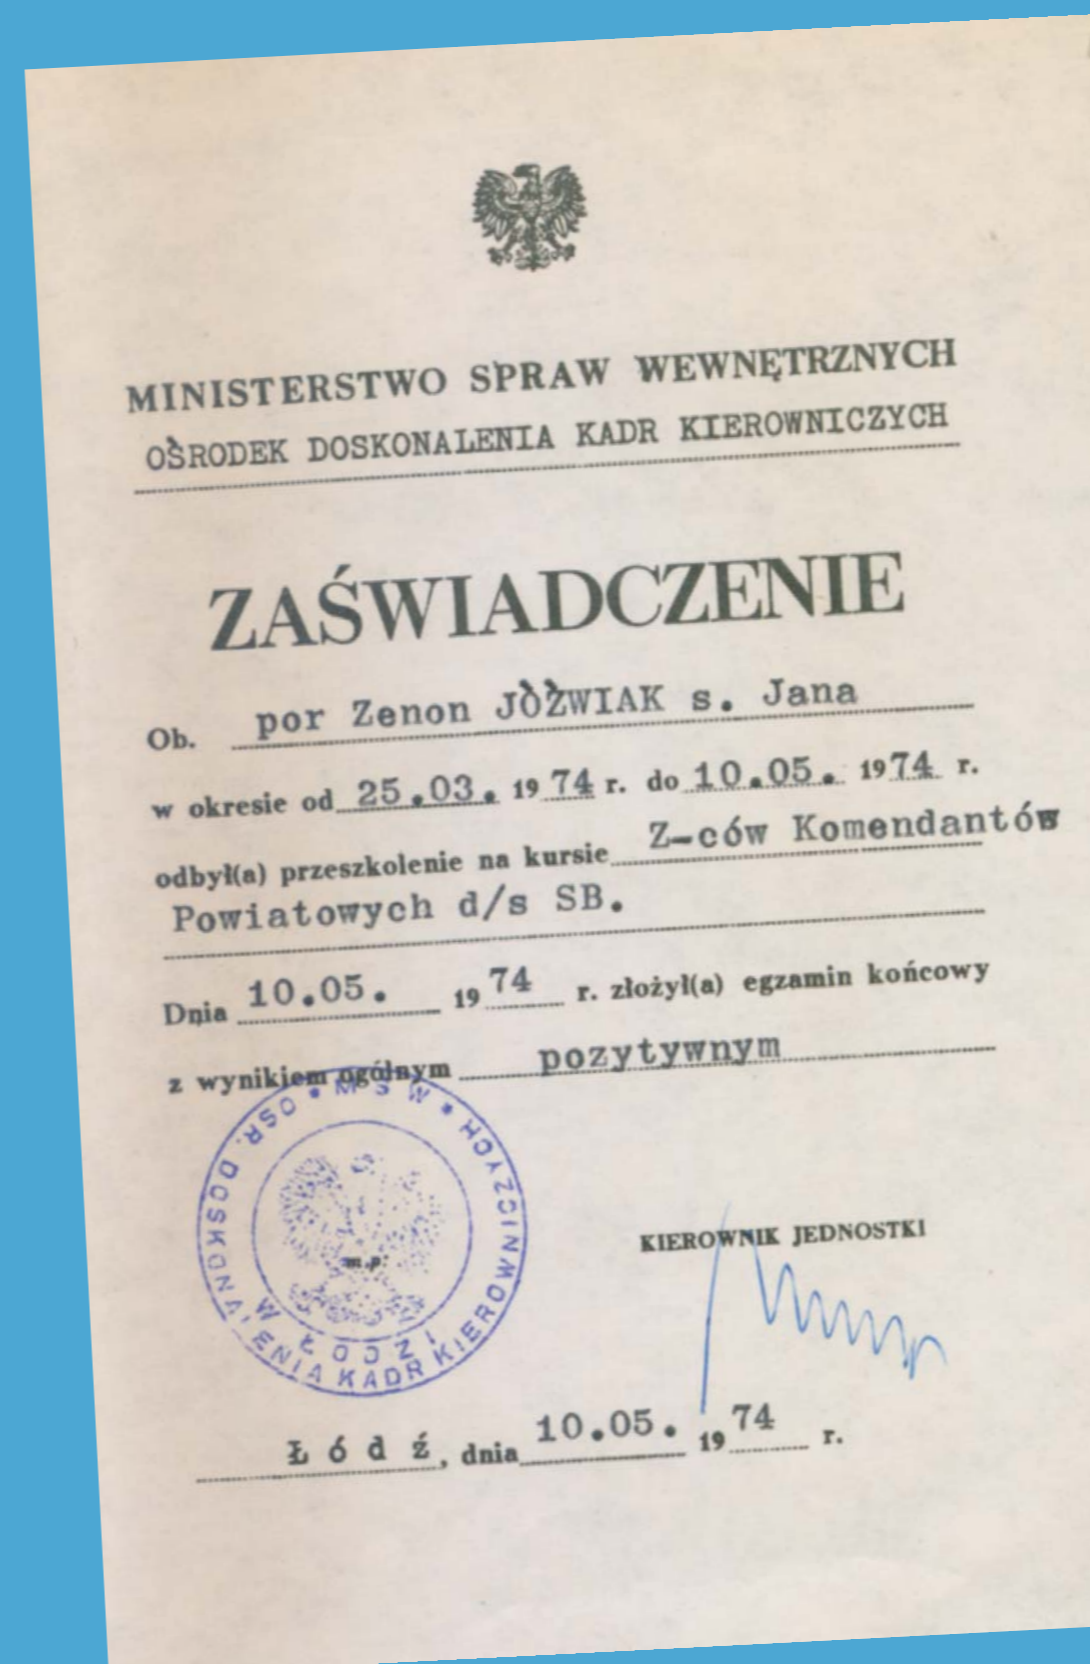 MINISTERSTWO SPRAW WEWNĘTRZNYCH
OŚRODEK DOSKONALENIA KADR KIEROWNICZYCH
ZAŚWIADCZENIE
Ob. por Zenon JÓŹWIAK s. Jana
w okresie od 25.03. 1974 r. do 10.05. 1974 r.
odbył(a) przeszkolenie na kursie Z-ców Komendantów
Powiatowych d/s SB.
Dnia 10.05. 1974 r. złożył(a) egzamin końcowy
z wynikiem ogólnym pozytywnym
OSR. DOSKONALENIA KADR KIEROWNICZYCH • MSW •
W ŁODZI
m.p.
KIEROWNIK JEDNOSTKI
Łódź, dnia 10.05. 1974 r.